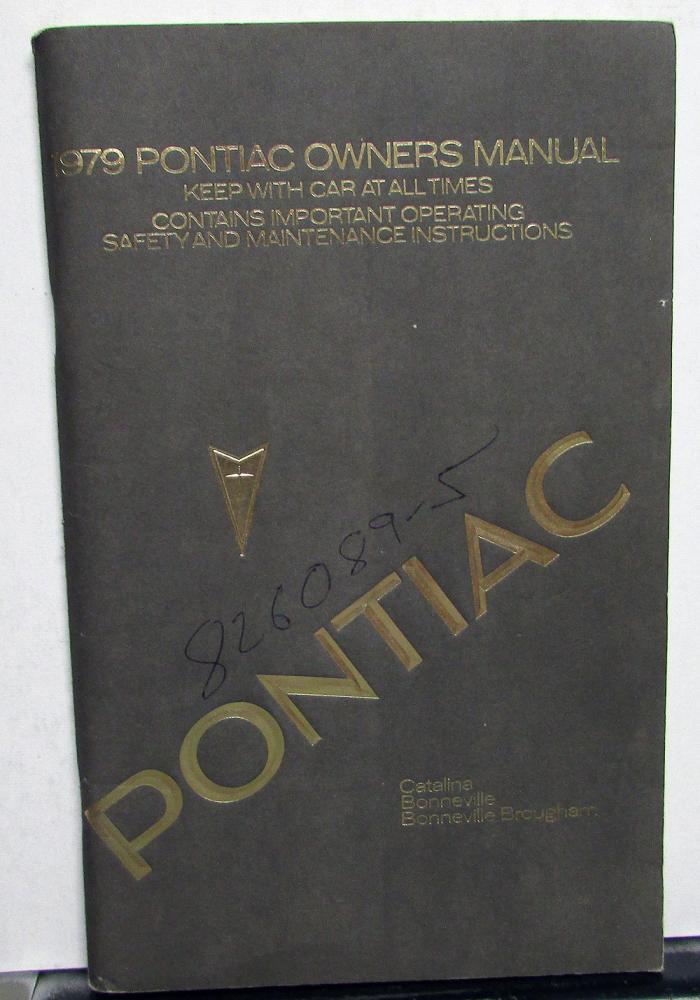 1979 PONTIAC OWNERS MANUAL
KEEP WITH CAR AT ALL TIMES
CONTAINS IMPORTANT OPERATING
SAFETY AND MAINTENANCE INSTRUCTIONS
826089-5
PONTIAC
Catalina
Bonneville
Bonneville Brougham